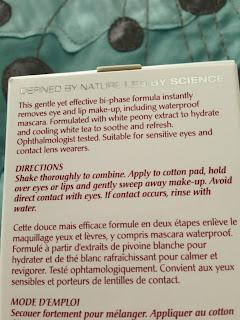 DEFINED BY NATURE LED BY SCIENCE
This gentle yet effective bi-phase formula instantly
removes eye and lip make-up, including waterproof
mascara. Formulated with white peony extract to hydrate
and cooling white tea to soothe and refresh.
Ophthalmologist tested. Suitable for sensitive eyes and
contact lens wearers.
DIRECTIONS
Shake thoroughly to combine. Apply to cotton pad, hold
over eyes or lips and gently sweep away make-up. Avoid
direct contact with eyes. If contact occurs, rinse with
water.
Cette douce mais efficace formule en deux étapes enlève le
maquillage yeux et lèvres, y compris mascara waterproof.
Formule à partir d'extraits de pivoine blanche pour
hydrater et de thé blanc rafraîchissant pour calmer et
revigorer. Testé ophtamologiquement. Convient aux yeux
sensibles et porteurs de lentilles de contact.
MODE D'EMPLOI
Secouer fortement pour mélanger. Appliquer au coton